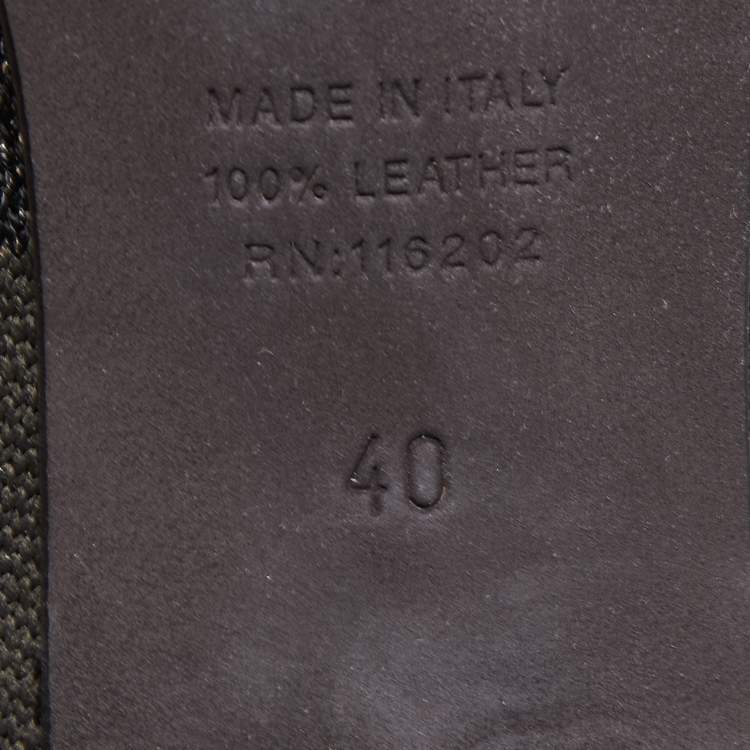 MADE IN ITALY
100% LEATHER
RN:116202
40